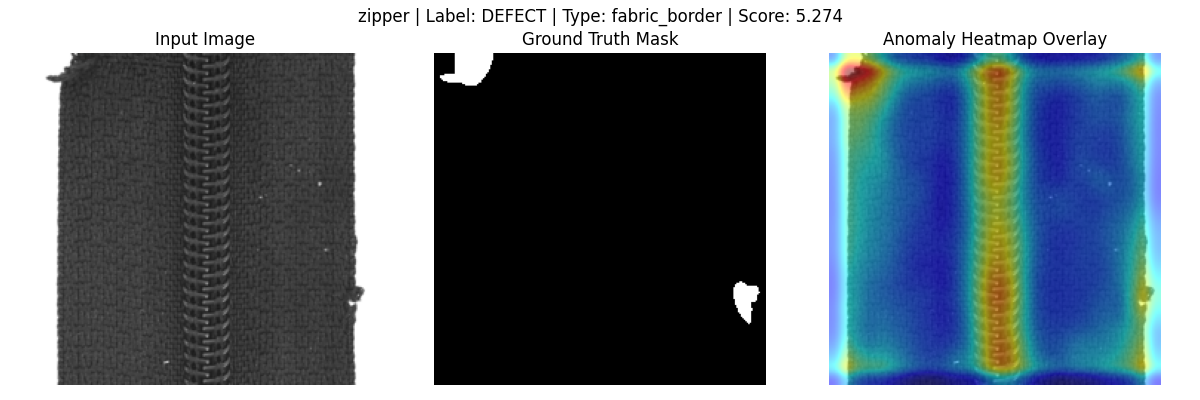 zipper | Label: DEFECT | Type: fabric_border | Score: 5.274
Input Image
Ground Truth Mask
Anomaly Heatmap Overlay